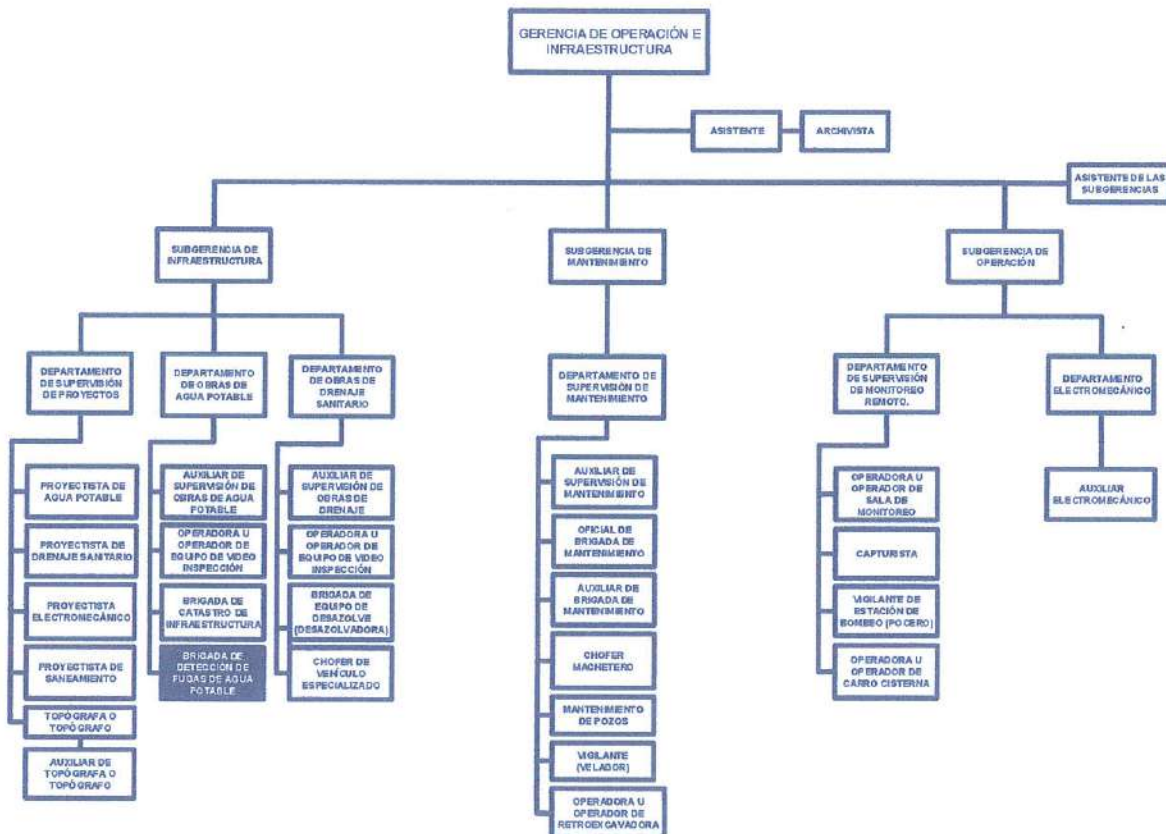 GERENCIA DE OPERACIÓN E
INFRAESTRUCTURA
ASISTENTE
ARCHIVISTA
ASISTENTE DE LAS
SUBGERENCIAS
SUBGERENCIA DE
INFRAESTRUCTURA
SUBGERENCIA DE
MANTENIMIENTO
SUBGERENCIA DE
OPERACIÓN
DEPARTAMENTO
DE SUPERVISIÓN
DE PROYECTOS
DEPARTAMENTO
DE OBRAS DE
AGUA POTABLE
DEPARTAMENTO
DE OBRAS DE
DRENAJE
SANITARIO
DEPARTAMENTO DE
SUPERVISIÓN DE
MANTENIMIENTO
DEPARTAMENTO
DE SUPERVISIÓN
DE MONITOREO
REMOTO.
DEPARTAMENTO
ELECTROMECÁNICO
PROYECTISTA DE
AGUA POTABLE
PROYECTISTA DE
DRENAJE SANITARIO
PROYECTISTA
ELECTROMECÁNICO
PROYECTISTA DE
SANEAMIENTO
TOPÓGRAFA O
TOPÓGRAFO
AUXILIAR DE
TOPÓGRAFA O
TOPÓGRAFO
AUXILIAR DE
SUPERVISIÓN DE
OBRAS DE AGUA
POTABLE
OPERADORA U
OPERADOR DE
EQUIPO DE VIDEO
INSPECCIÓN
BRIGADA DE
CATASTRO DE
INFRAESTRUCTURA
BRIGADA DE
DETECCIÓN DE
FUGAS DE AGUA
POTABLE
AUXILIAR DE
SUPERVISIÓN DE
OBRAS DE
DRENAJE
OPERADORA U
OPERADOR DE
EQUIPO DE VIDEO
INSPECCIÓN
BRIGADA DE
EQUIPO DE
DESAZOLVE
(DESAZOLVADORA)
CHOFER DE
VEHÍCULO
ESPECIALIZADO
AUXILIAR DE
SUPERVISIÓN DE
MANTENIMIENTO
OFICIAL DE
BRIGADA DE
MANTENIMIENTO
AUXILIAR DE
BRIGADA DE
MANTENIMIENTO
CHOFER
MACHETERO
MANTENIMIENTO
DE POZOS
VIGILANTE
(VELADOR)
OPERADORA U
OPERADOR DE
RETROEXCAVADORA
OPERADORA U
OPERADOR DE
SALA DE
MONITOREO
CAPTURISTA
VIGILANTE DE
ESTACIÓN DE
BOMBEO (POCERO)
OPERADORA U
OPERADOR DE
CARRO CISTERNA
AUXILIAR
ELECTROMECÁNICO